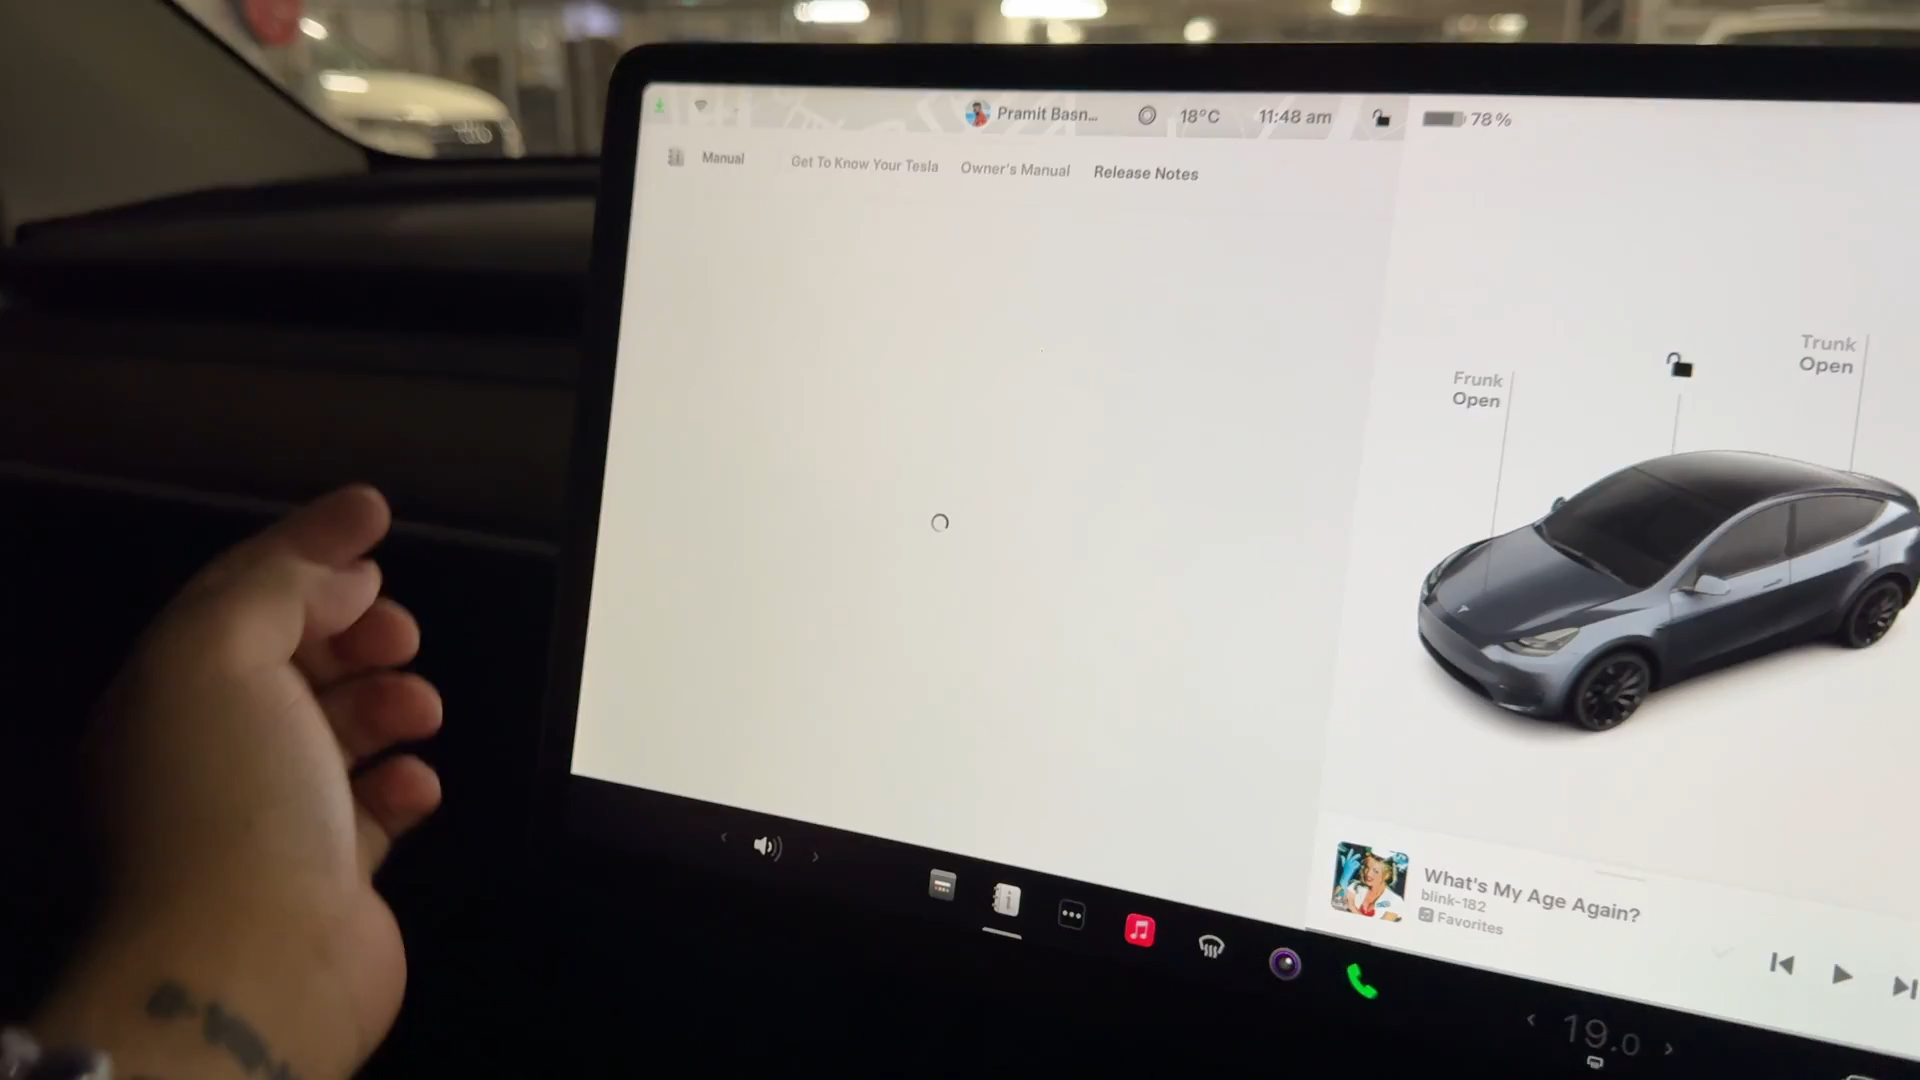 Pramit Basn... 18°C 11:48 am 78%
Manual Get To Know Your Tesla Owner's Manual Release Notes
Trunk
Open
Frunk
Open
What's My Age Again?
blink-182
Favorites
19.0